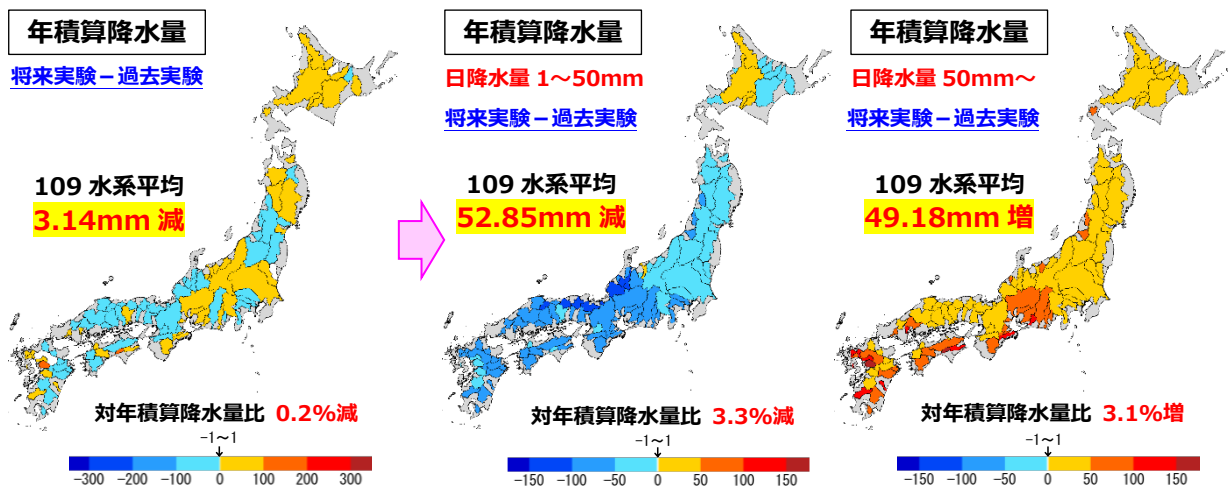 年積算降水量
将来実験－過去実験
109 水系平均
3.14mm 減
対年積算降水量比 0.2%減
-1～1
-300 -200 -100 0 100 200 300
年積算降水量
日降水量 1～50mm
将来実験－過去実験
109 水系平均
52.85mm 減
対年積算降水量比 3.3%減
-1～1
-150 -100 -50 0 50 100 150
年積算降水量
日降水量 50mm～
将来実験－過去実験
109 水系平均
49.18mm 増
対年積算降水量比 3.1%増
-1～1
-150 -100 -50 0 50 100 150